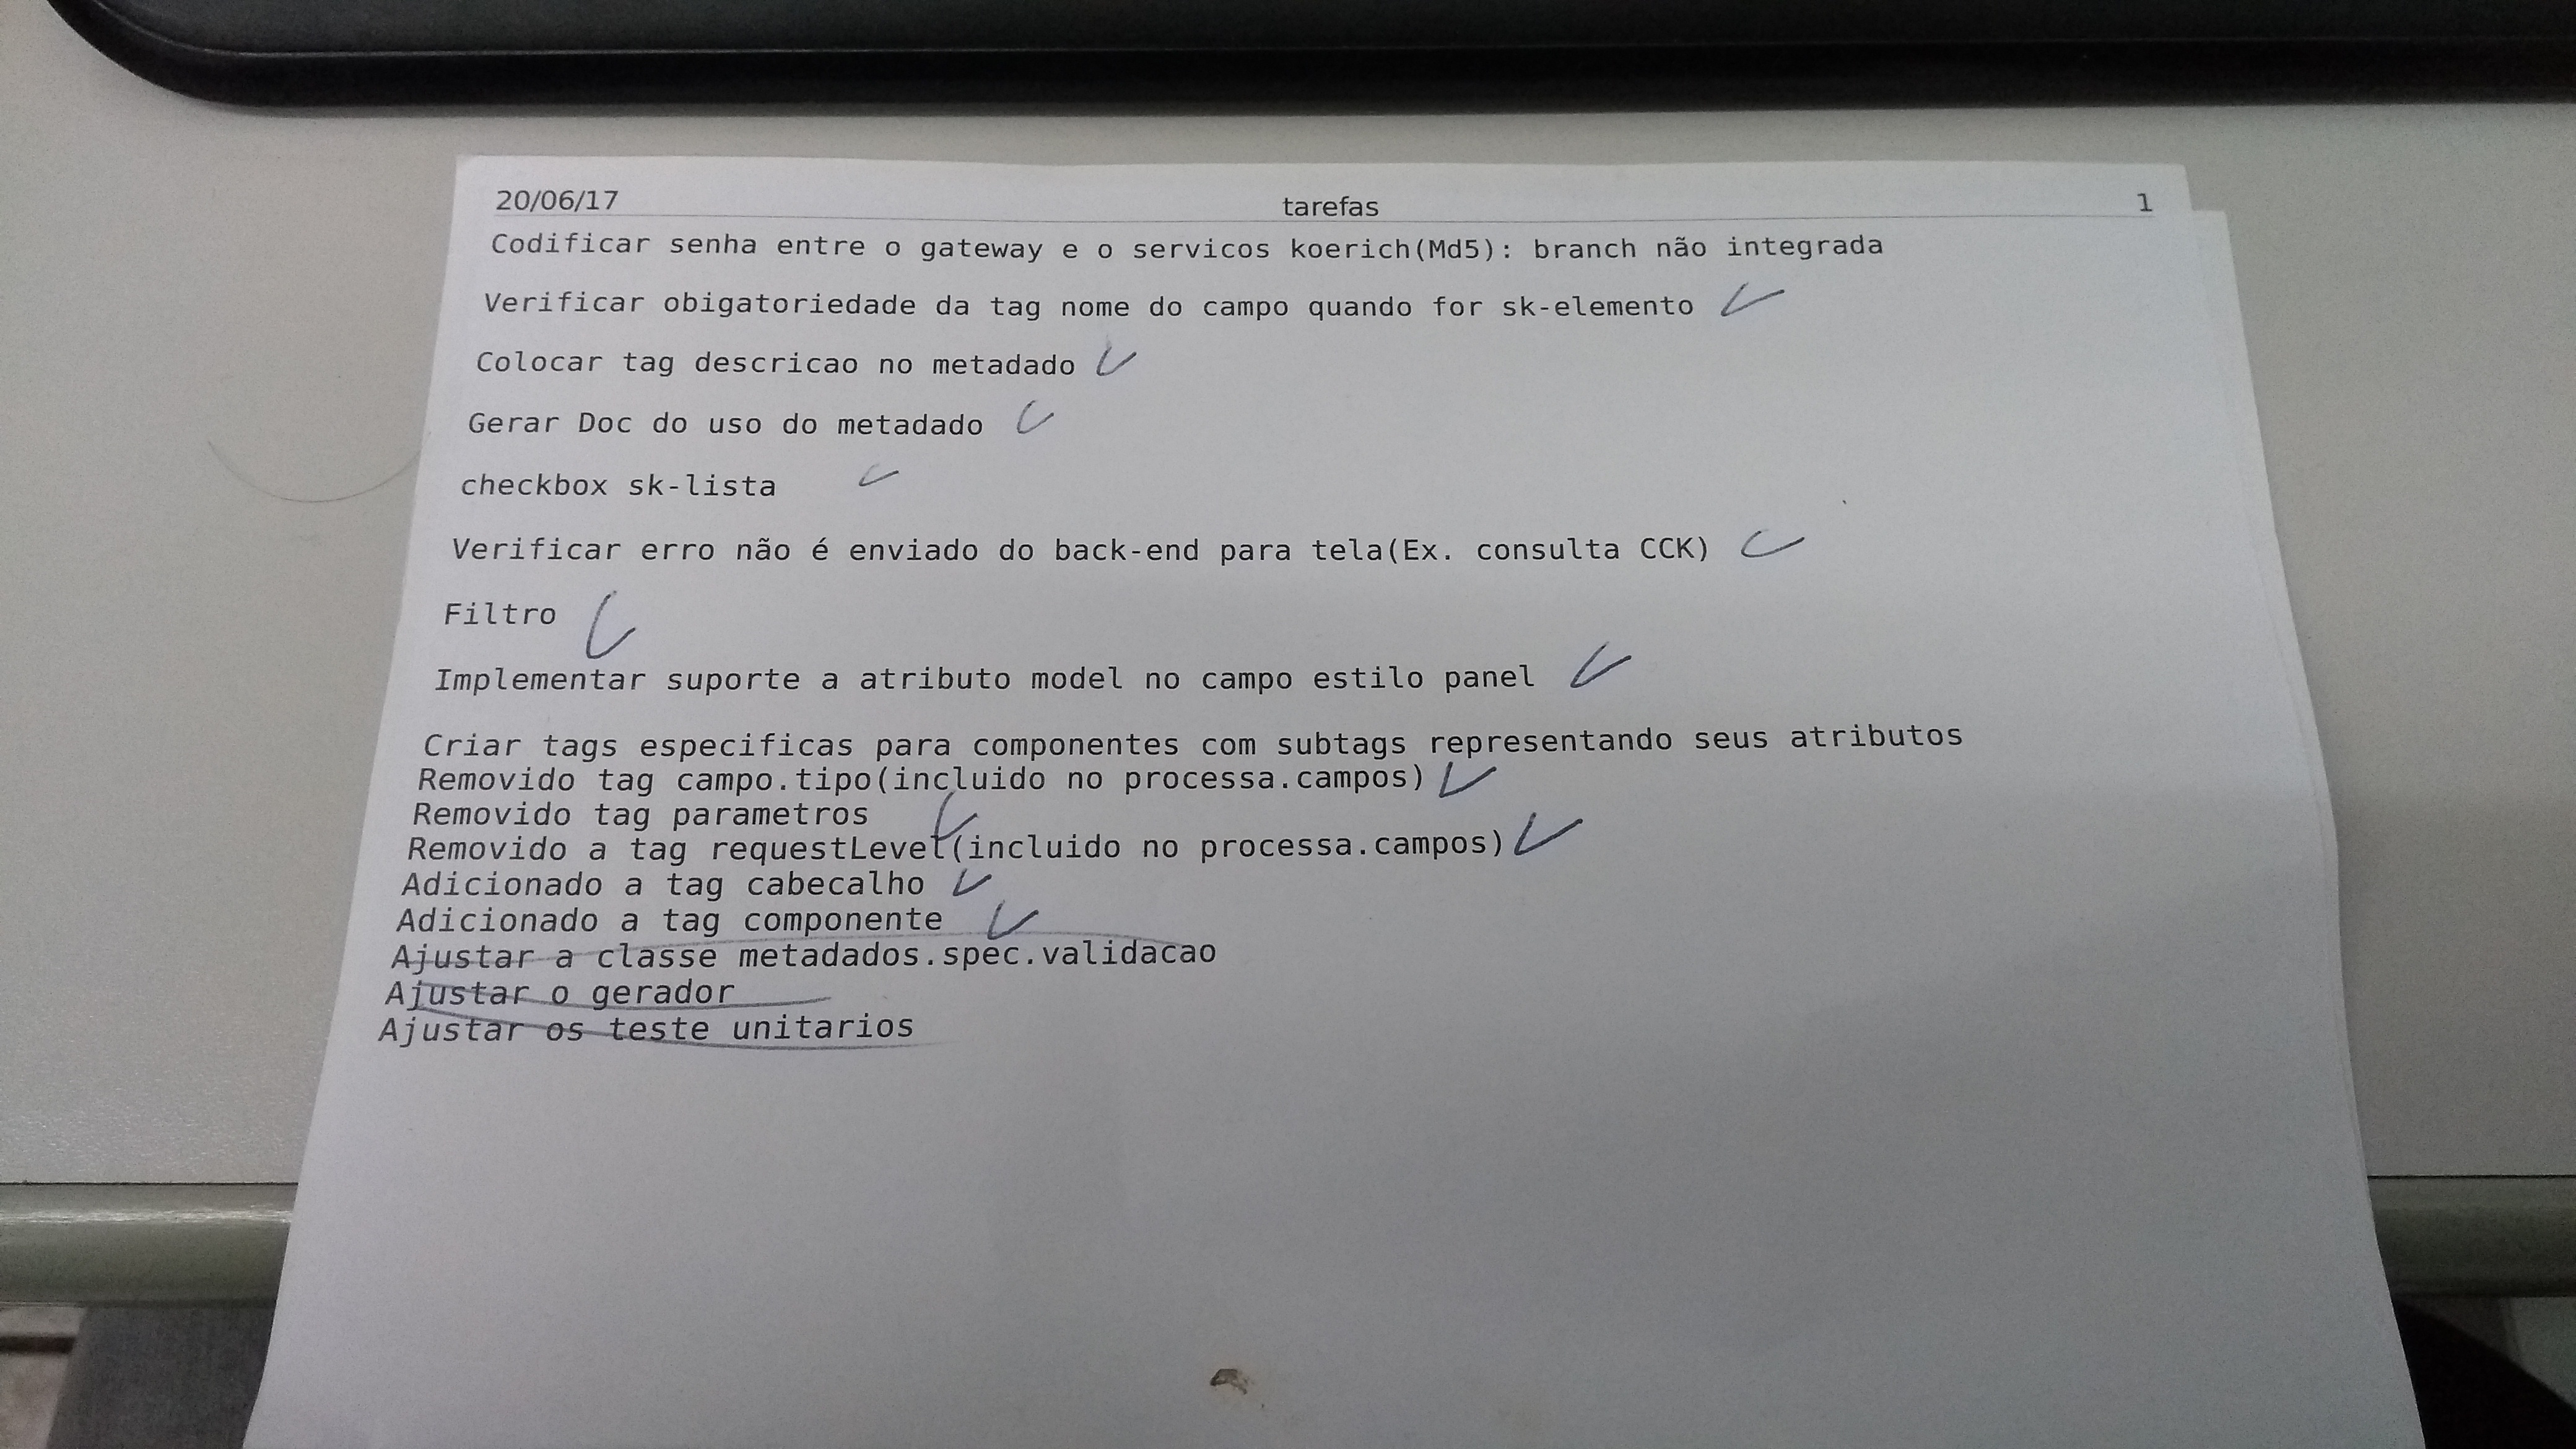 20/06/17 tarefas 1
Codificar senha entre o gateway e o servicos koerich(Md5): branch não integrada
Verificar obigatoriedade da tag nome do campo quando for sk-elemento
Colocar tag descricao no metadado
Gerar Doc do uso do metadado
checkbox sk-lista
Verificar erro não é enviado do back-end para tela(Ex. consulta CCK)
Filtro
Implementar suporte a atributo model no campo estilo panel
Criar tags especificas para componentes com subtags representando seus atributos
Removido tag campo.tipo(incluido no processa.campos)
Removido tag parametros
Removido a tag requestLevel(incluido no processa.campos)
Adicionado a tag cabecalho
Adicionado a tag componente
Ajustar a classe metadados.spec.validacao
Ajustar o gerador
Ajustar os teste unitarios